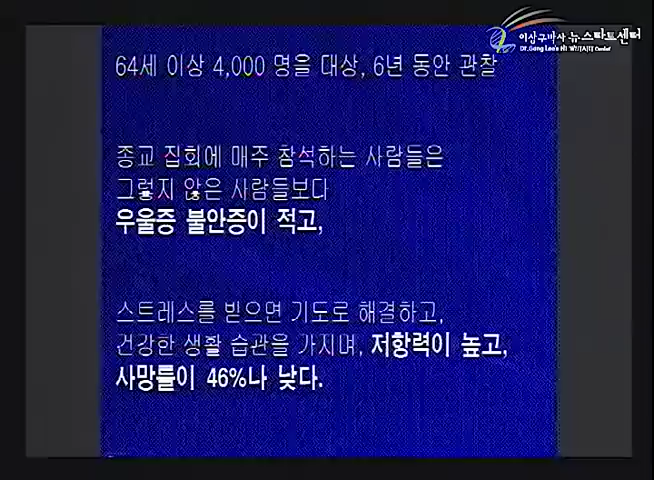 이상구박사 뉴스타트센터
64세 이상 4,000 명을 대상, 6년 동안 관찰
종교 집회에 매주 참석하는 사람들은
그렇지 않은 사람들보다
우울증 불안증이 적고,
스트레스를 받으면 기도로 해결하고,
건강한 생활 습관을 가지며, 저항력이 높고,
사망률이 46%나 낮다.